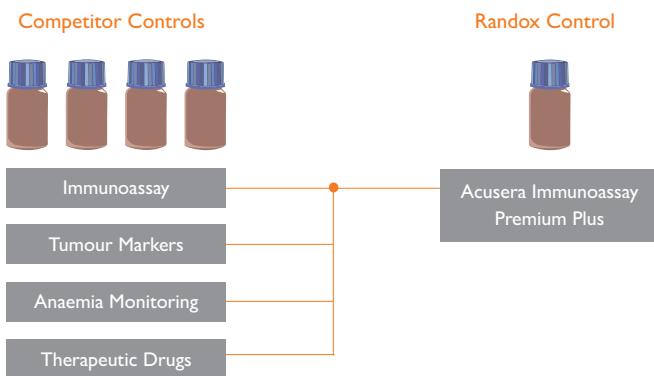 Competitor Controls
Randox Control
Immunoassay
Tumour Markers
Anaemia Monitoring
Therapeutic Drugs
Acusera Immunoassay
Premium Plus